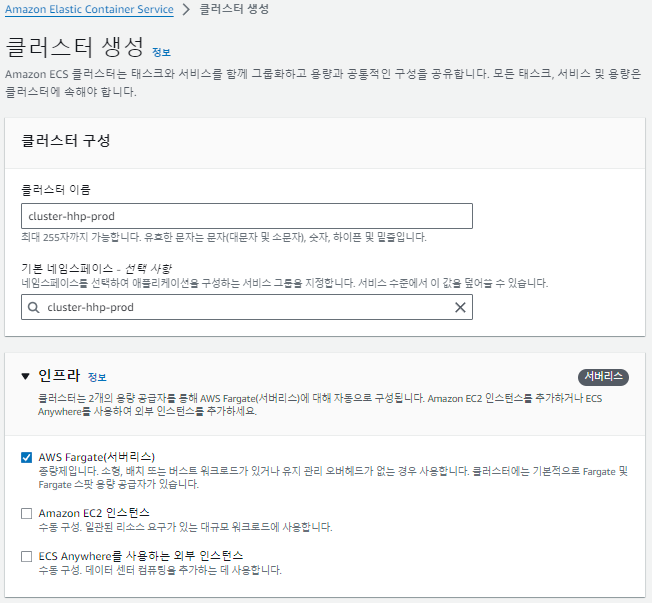 Amazon Elastic Container Service > 클러스터 생성
클러스터 생성 정보
Amazon ECS 클러스터는 태스크와 서비스를 함께 그룹화하고 용량과 공통적인 구성을 공유합니다. 모든 태스크, 서비스 및 용량은
클러스터에 속해야 합니다.
클러스터 구성
클러스터 이름
cluster-hhp-prod
최대 255자까지 가능합니다. 유효한 문자는 문자(대문자 및 소문자), 숫자, 하이픈 및 밑줄입니다.
기본 네임스페이스 - 선택 사항
네임스페이스를 선택하여 애플리케이션을 구성하는 서비스 그룹을 지정합니다. 서비스 수준에서 이 값을 덮어쓸 수 있습니다.
cluster-hhp-prod
인프라 정보 서버리스
클러스터는 2개의 용량 공급자를 통해 AWS Fargate(서버리스)에 대해 자동으로 구성됩니다. Amazon EC2 인스턴스를 추가하거나 ECS
Anywhere를 사용하여 외부 인스턴스를 추가하세요.
AWS Fargate(서버리스)
종량제입니다. 소형, 배치 또는 버스트 워크로드가 있거나 유지 관리 오버헤드가 없는 경우 사용합니다. 클러스터에는 기본적으로 Fargate 및
Fargate 스팟 용량 공급자가 있습니다.
Amazon EC2 인스턴스
수동 구성. 일관된 리소스 요구가 있는 대규모 워크로드에 사용합니다.
ECS Anywhere를 사용하는 외부 인스턴스
수동 구성. 데이터 센터 컴퓨팅을 추가하는 데 사용합니다.